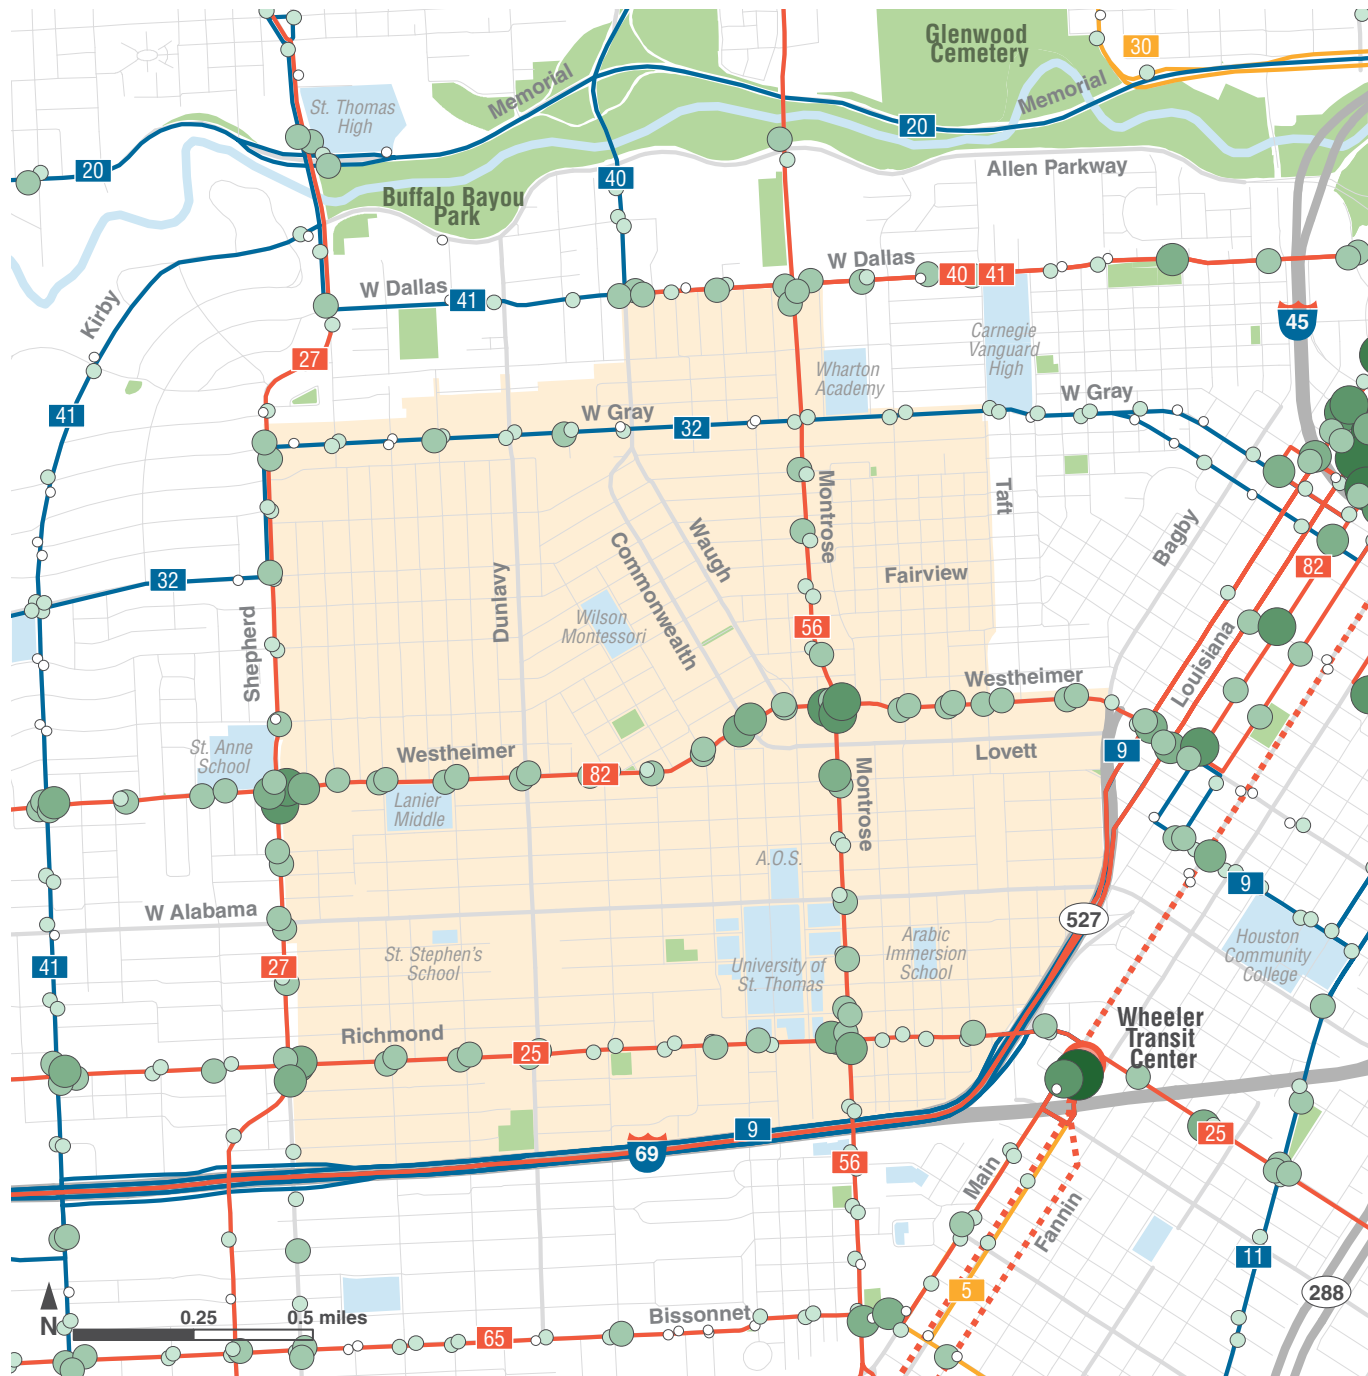 Glenwood
Cemetery
30
Memorial
Memorial
St. Thomas
High
20
20
40
Allen Parkway
Buffalo Bayou
Park
W Dallas
W Dallas
40
41
41
Kirby
45
27
Carnegie
Vanguard
High
Wharton
Academy
W Gray
W Gray
41
32
Montrose
Taft
Bagby
Waugh
Commonwealth
82
Fairview
32
Dunlavy
Wilson
Montessori
56
Shepherd
Louisiana
Westheimer
St. Anne
School
Westheimer
Lovett
9
82
Lanier
Middle
Montrose
A.O.S.
9
W Alabama
527
St. Stephen's
School
Arabic
Immersion
School
Houston
Community
College
41
27
University of
St. Thomas
Richmond
25
Wheeler
Transit
Center
9
25
69
56
Main
Fannin
11
5
288
N
0.25
0.5 miles
Bissonnet
65